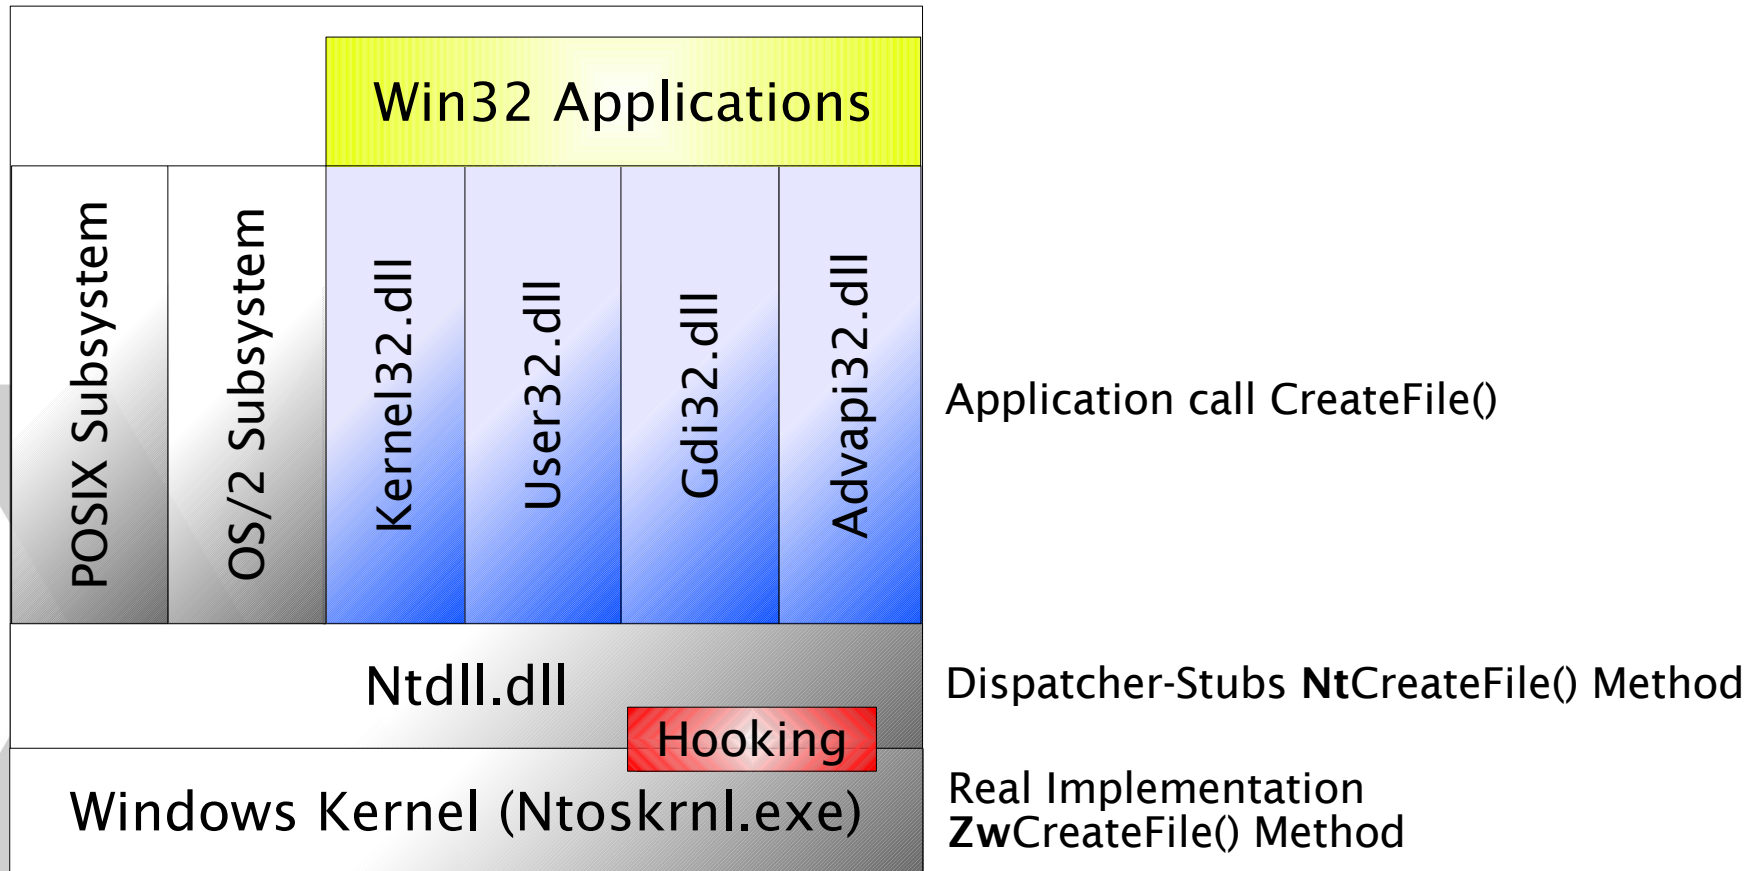 Win32 Applications
POSIX Subsystem
OS/2 Subsystem
Kernel32.dll
User32.dll
Gdi32.dll
Advapi32.dll
Application call CreateFile()
Ntdll.dll
Dispatcher-Stubs NtCreateFile() Method
Hooking
Windows Kernel (Ntoskrnl.exe)
Real Implementation
ZwCreateFile() Method